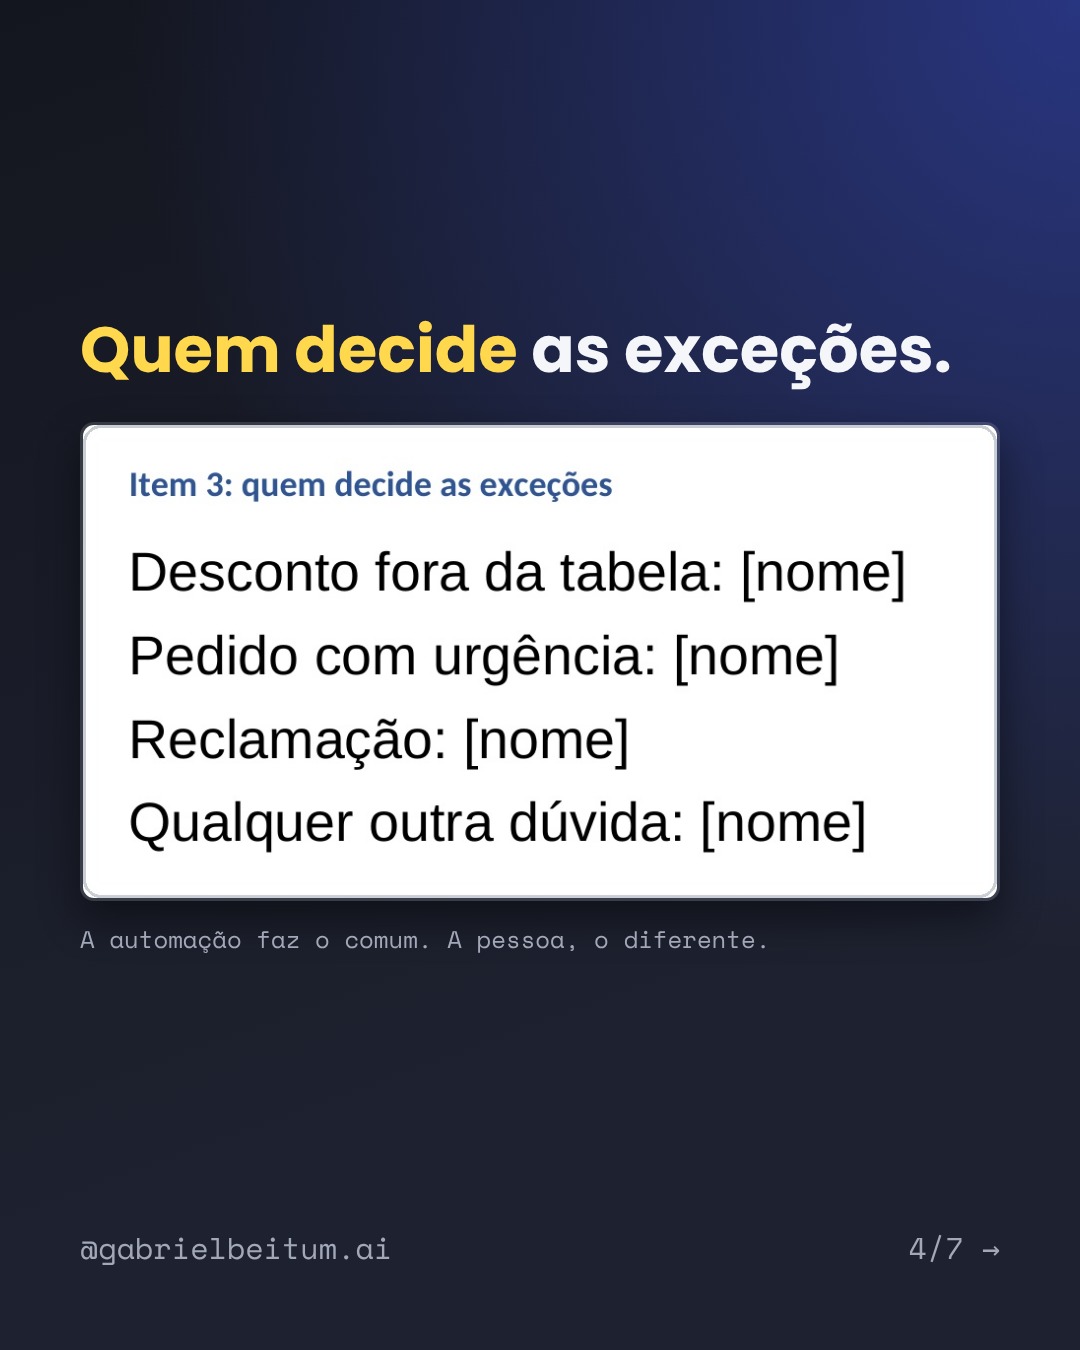 Quem decide as exceções.
Item 3: quem decide as exceções
Desconto fora da tabela: [nome]
Pedido com urgência: [nome]
Reclamação: [nome]
Qualquer outra dúvida: [nome]
A automação faz o comum. A pessoa, o diferente.
@gabrielbeitum.ai
4/7 →